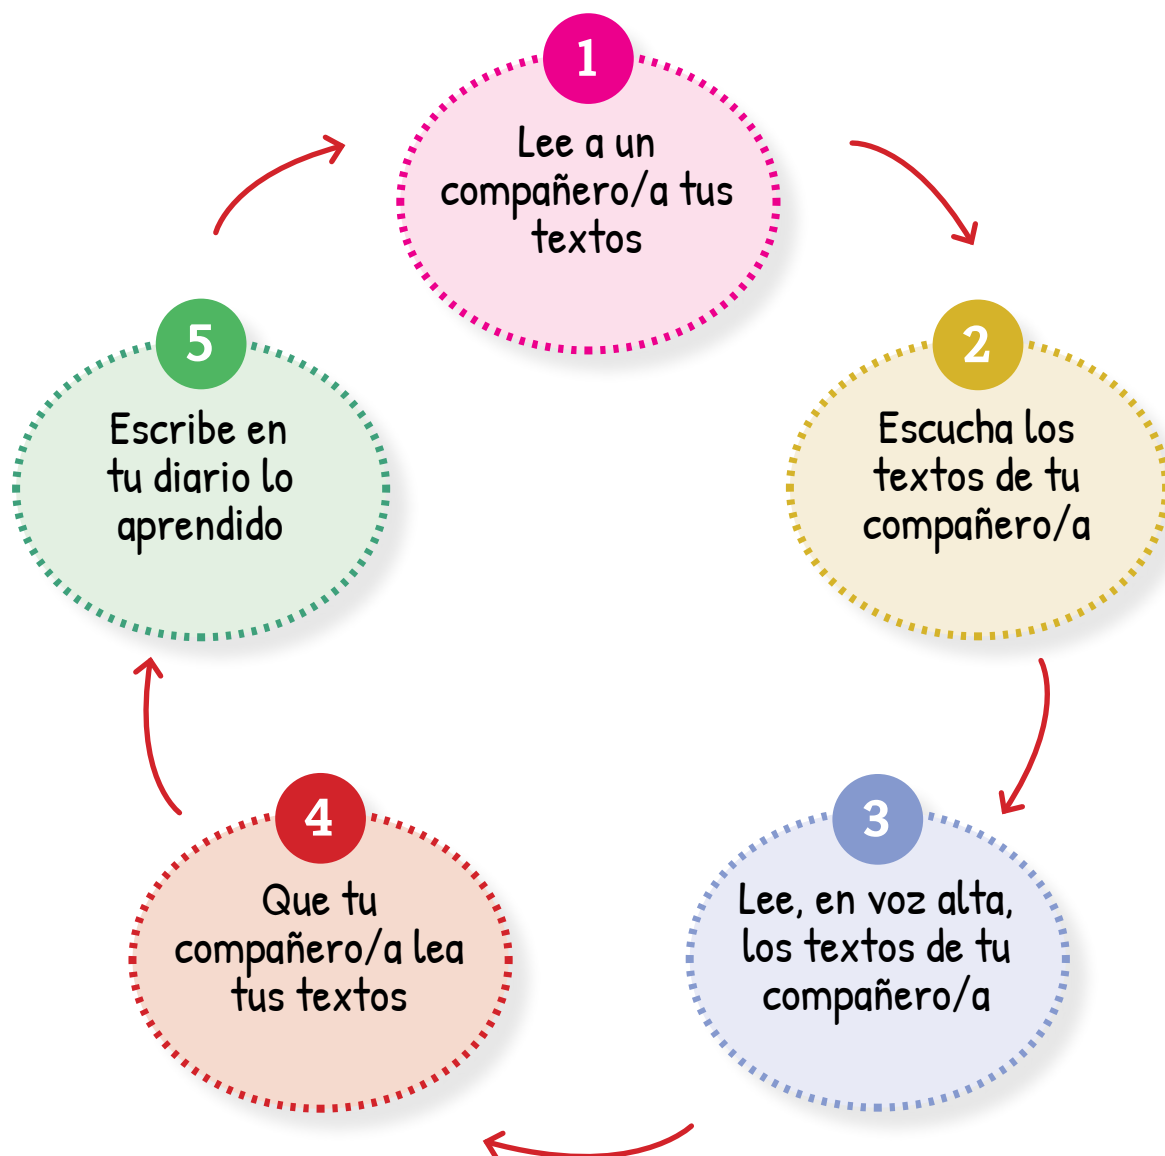 1
Lee a un
compañero/a tus
textos
2
Escucha los
textos de tu
compañero/a
3
Lee, en voz alta,
los textos de tu
compañero/a
4
Que tu
compañero/a lea
tus textos
5
Escribe en
tu diario lo
aprendido